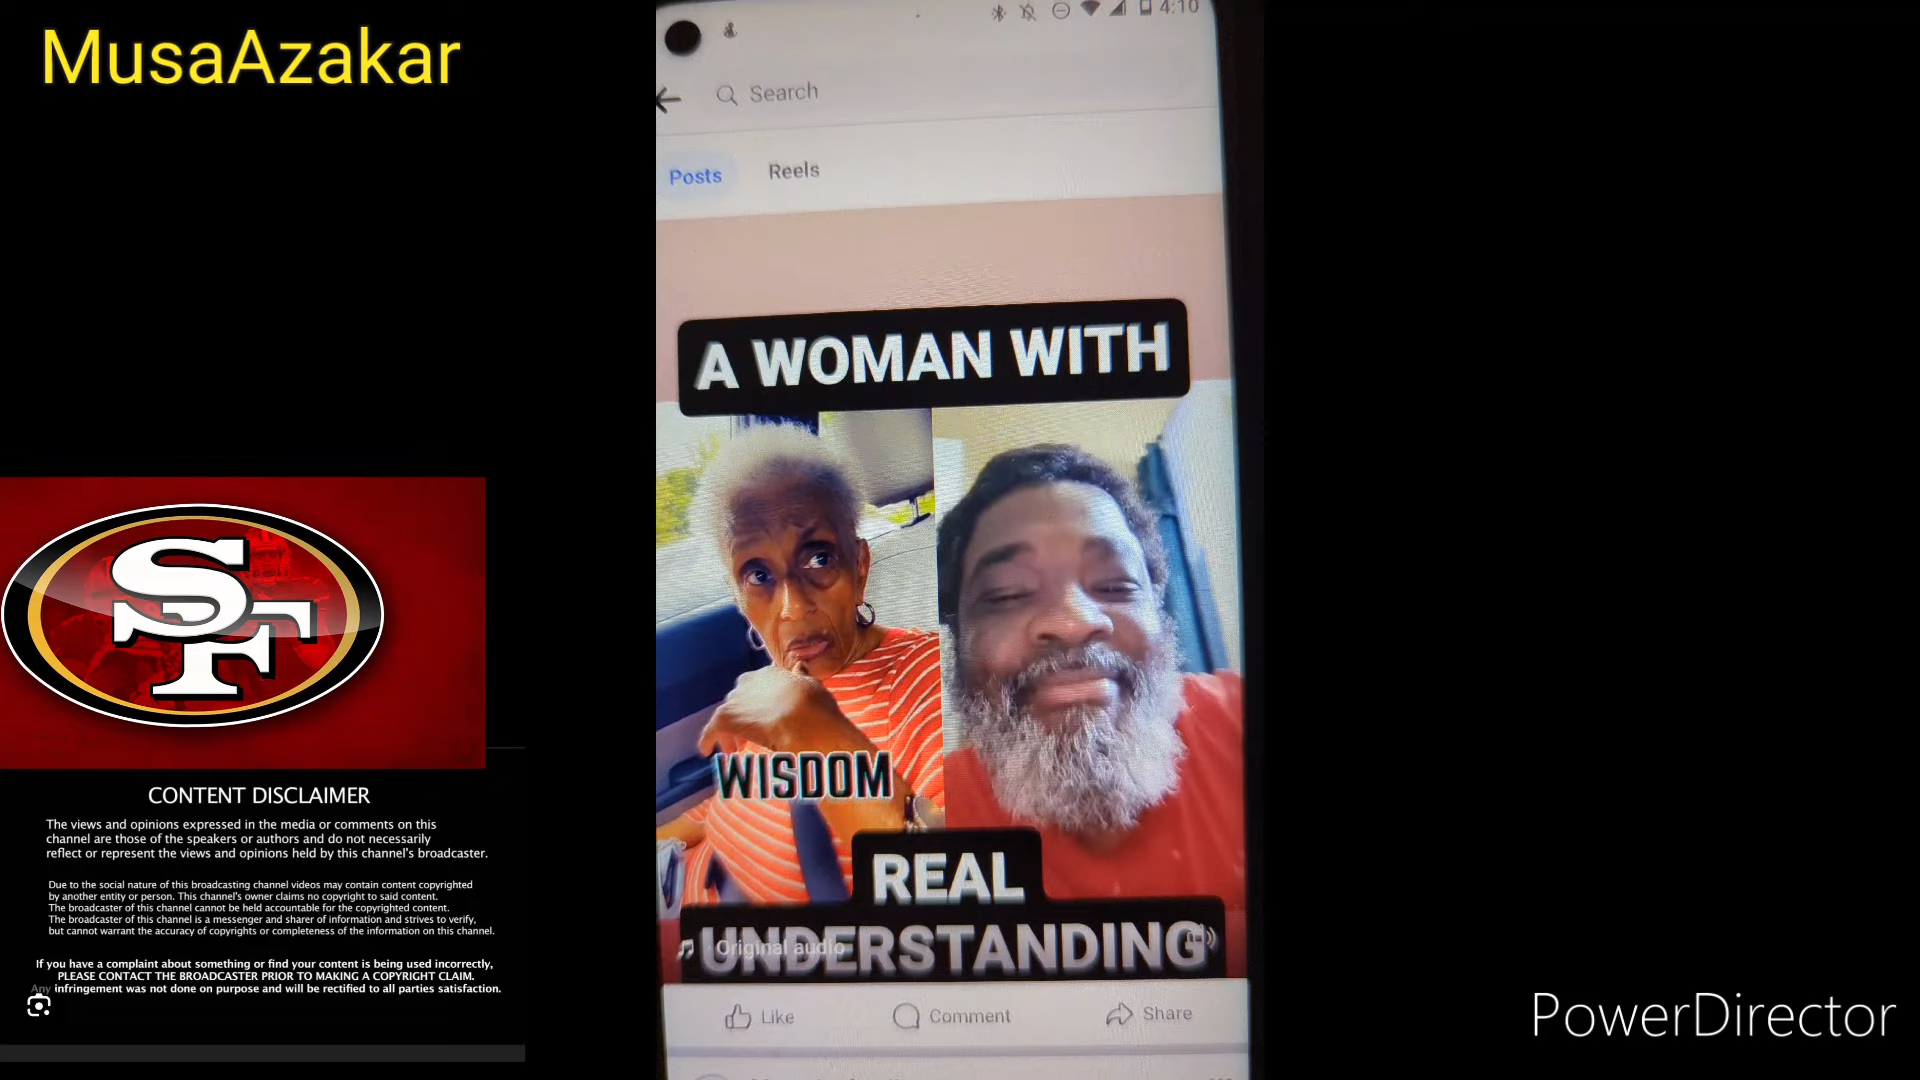 MusaAzakar
4:10
Search
Posts
Reels
A WOMAN WITH
WISDOM
REAL
UNDERSTANDING
Original audio
Like
Comment
Share
SF
CONTENT DISCLAIMER
The views and opinions expressed in the media or comments on this
channel are those of the speakers or authors and do not necessarily
reflect or represent the views and opinions held by this channel's broadcaster.
Due to the social nature of this broadcasting channel videos may contain content copyrighted
by another entity or person. This channel's owner claims no copyright to said content.
The broadcaster of this channel cannot be held accountable for the copyrighted content.
The broadcaster of this channel is a messenger and sharer of information and strives to verify,
but cannot warrant the accuracy of copyrights or completeness of the information on this channel.
If you have a complaint about something or find your content is being used incorrectly,
PLEASE CONTACT THE BROADCASTER PRIOR TO MAKING A COPYRIGHT CLAIM.
Any infringement was not done on purpose and will be rectified to all parties satisfaction.
PowerDirector